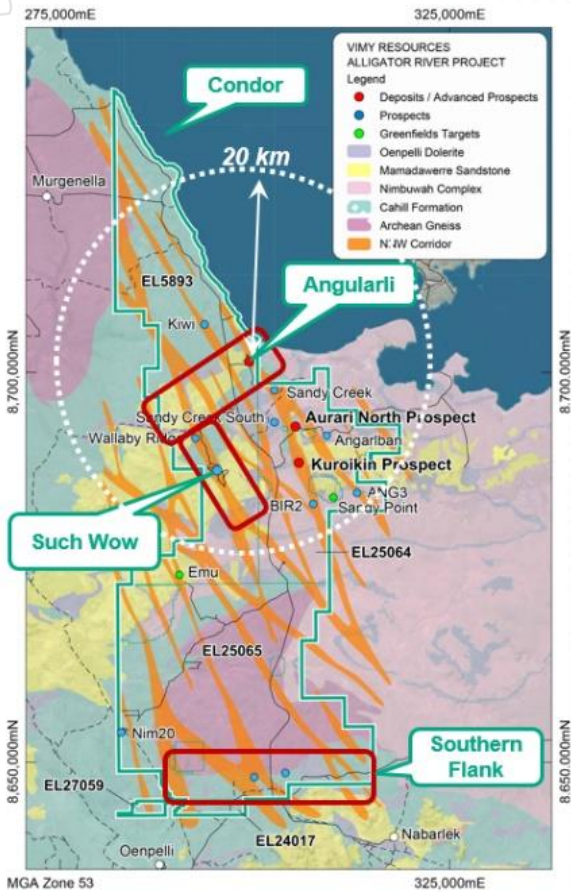 275,000mE
325,000mE
VIMY RESOURCES
ALLIGATOR RIVER PROJECT
Legend
Deposits / Advanced Prospects
Prospects
Greenfields Targets
Oenpelli Dolerite
Mamadawerre Sandstone
Nimbuwah Complex
Cahill Formation
Archean Gneiss
NNW Corridor
Condor
20 km
Murgenella
EL5893
Angularli
Kiwi
8,700,000mN
8,700,000mN
Sandy Creek
Sandy Creek South
Aurari North Prospect
Wallaby Ridge
Angarlban
Kuroikin Prospect
ANG3
BIR2
Sandy Point
Such Wow
EL25064
Emu
EL25065
Nim20
Southern
Flank
8,650,000mN
8,650,000mN
EL27059
EL24017
Nabarlek
Oenpelli
MGA Zone 53
325,000mE